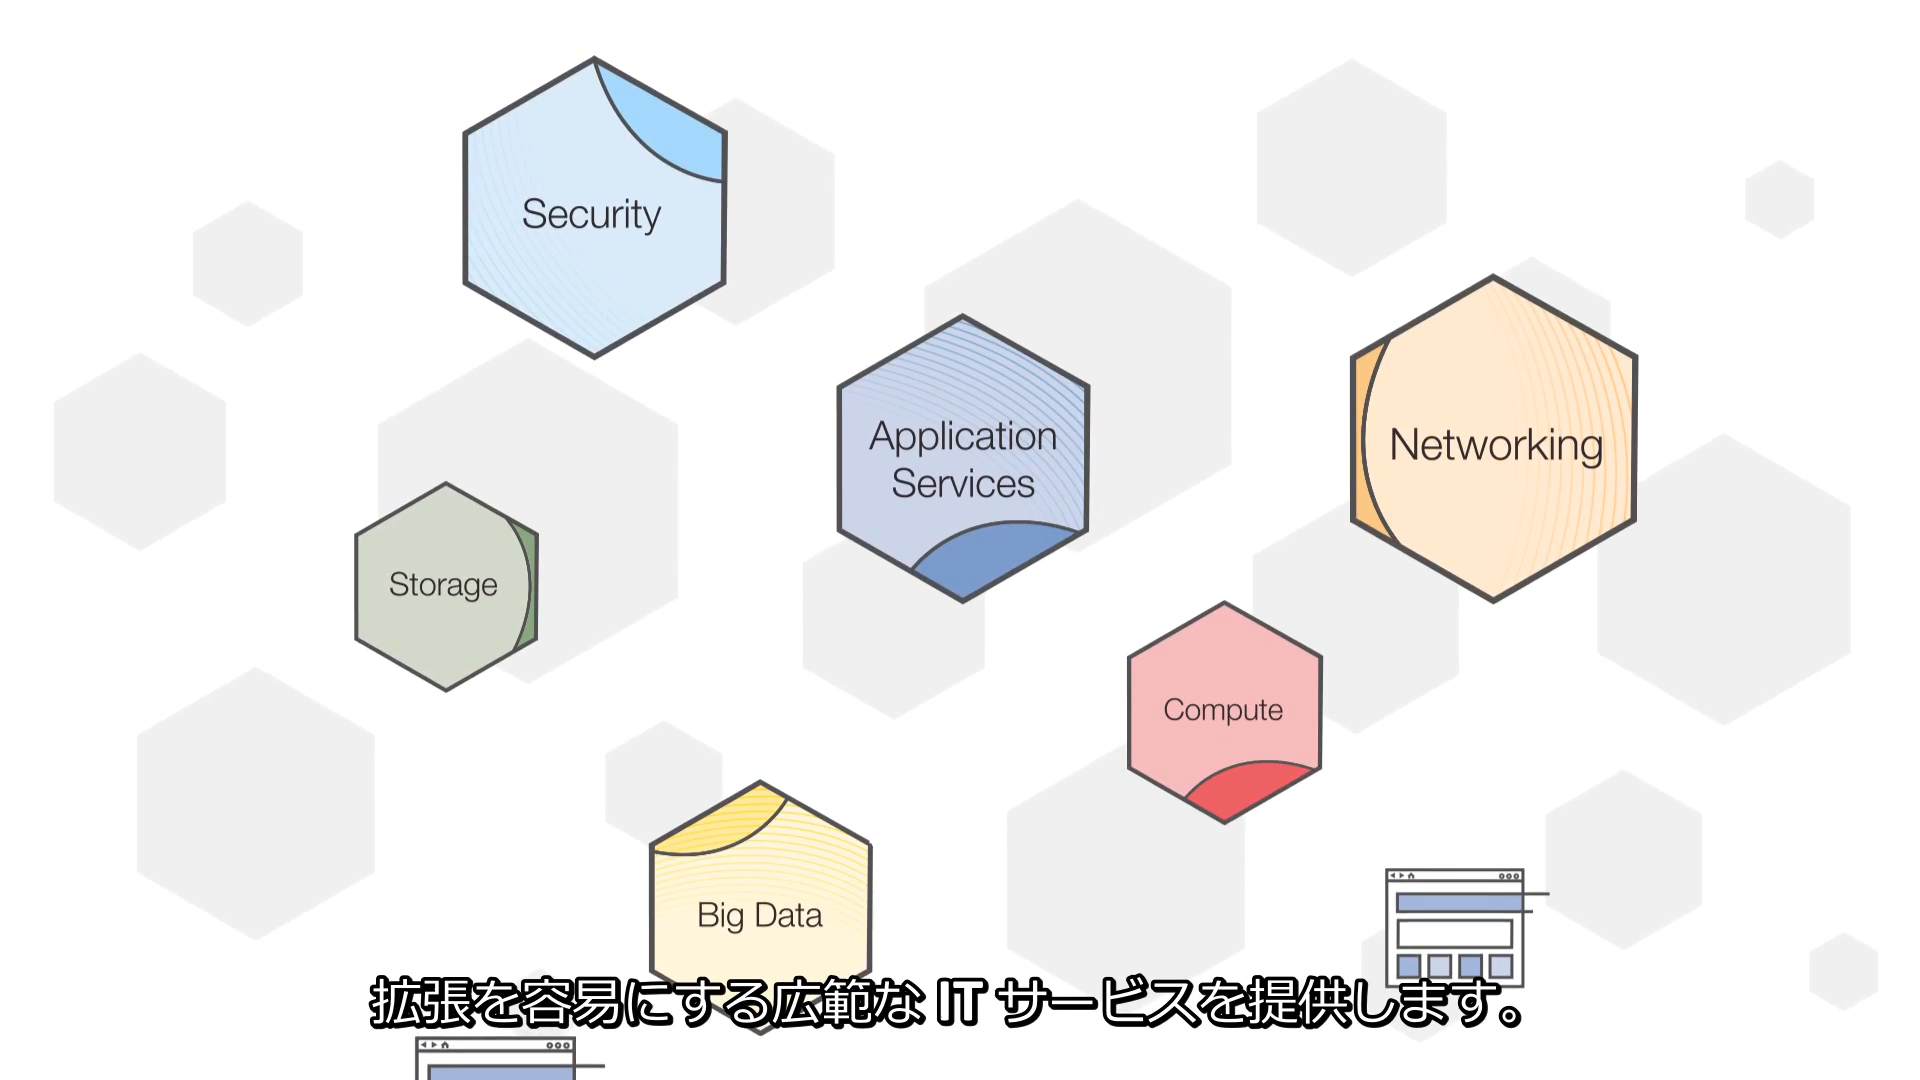 Security
Application
Services
Networking
Storage
Compute
Big Data
拡張を容易にする広範な IT サービスを提供します。